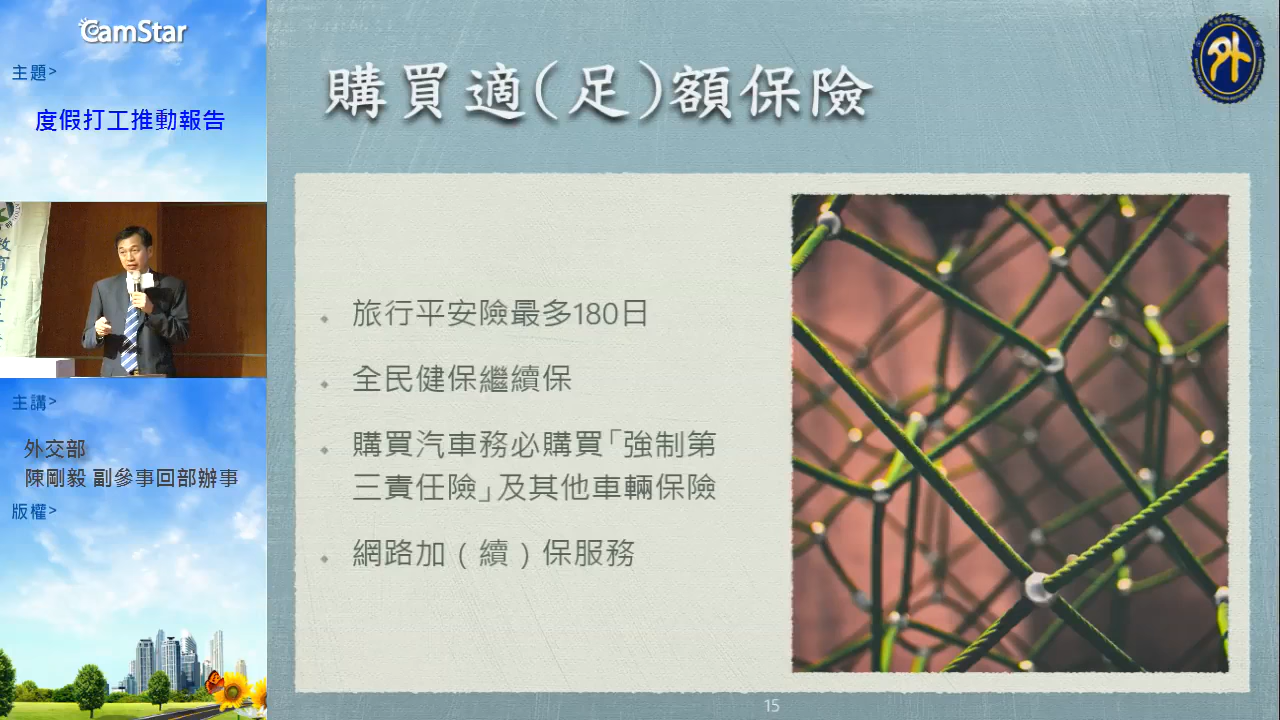 CamStar
主題>
度假打工推動報告
主講>
外交部
陳剛毅 副參事回部辦事
版權>
購買適(足)額保險
旅行平安險最多180日
全民健保繼續保
購買汽車務必購買「強制第
三責任險」及其他車輛保險
網路加（續）保服務
15
外